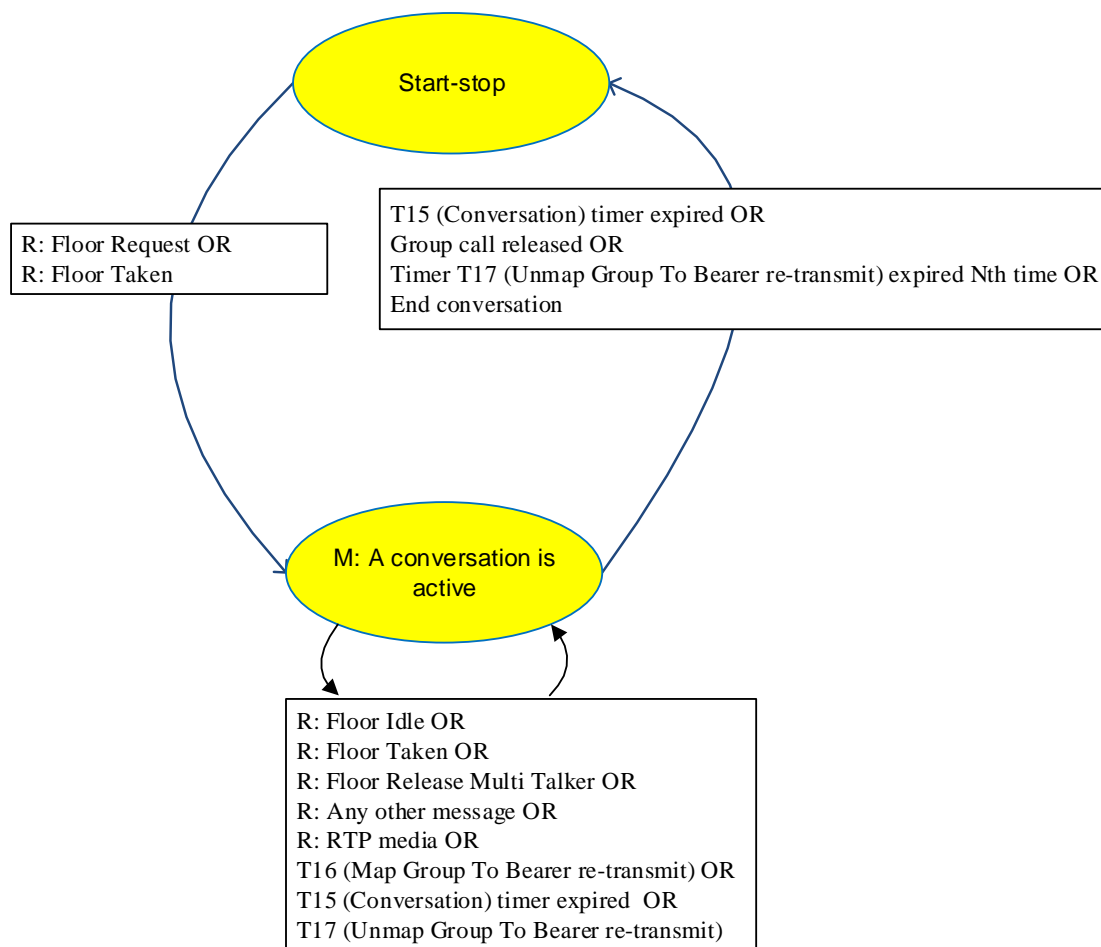 Start-stop
R: Floor Request OR
R: Floor Taken
T15 (Conversation) timer expired OR
Group call released OR
Timer T17 (Unmap Group To Bearer re-transmit) expired Nth time OR
End conversation
M: A conversation is
active
R: Floor Idle OR
R: Floor Taken OR
R: Floor Release Multi Talker OR
R: Any other message OR
R: RTP media OR
T16 (Map Group To Bearer re-transmit) OR
T15 (Conversation) timer expired  OR
T17 (Unmap Group To Bearer re-transmit)